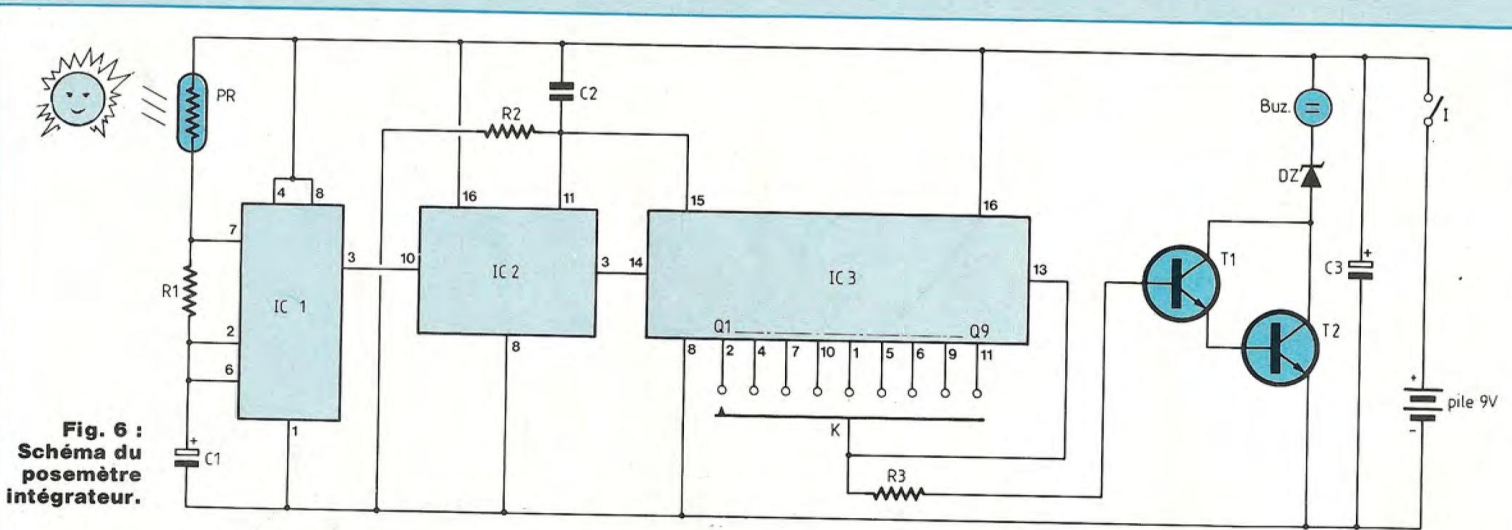 PR
C2
R2
Buz.
I
4 8
16
11
15
16
DZ
7
3
10
IC 2
3
14
IC 3
13
T1
C3
+
R1
IC 1
Q1 Q9
T2
2
8
8
2 4 7 10 1 5 6 9 11
6
+
pile 9V
-
K
Fig. 6 :
Schéma du
posemètre
intégrateur.
+
C1
1
R3